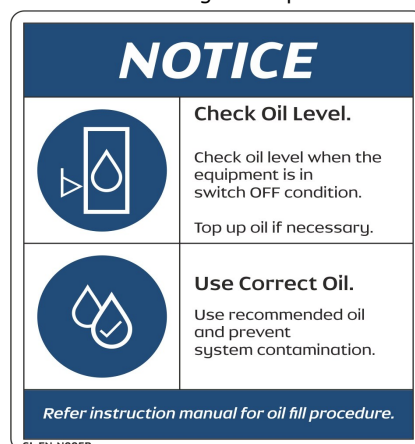 NOTICE
Check Oil Level.
Check oil level when the
equipment is in
switch OFF condition.
Top up oil if necessary.
Use Correct Oil.
Use recommended oil
and prevent
system contamination.
Refer instruction manual for oil fill procedure.